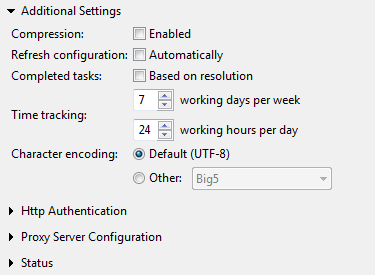 Additional Settings
Compression: Enabled
Refresh configuration: Automatically
Completed tasks: Based on resolution
Time tracking: 7 working days per week
24 working hours per day
Character encoding: Default (UTF-8)
Other: Big5
Http Authentication
Proxy Server Configuration
Status